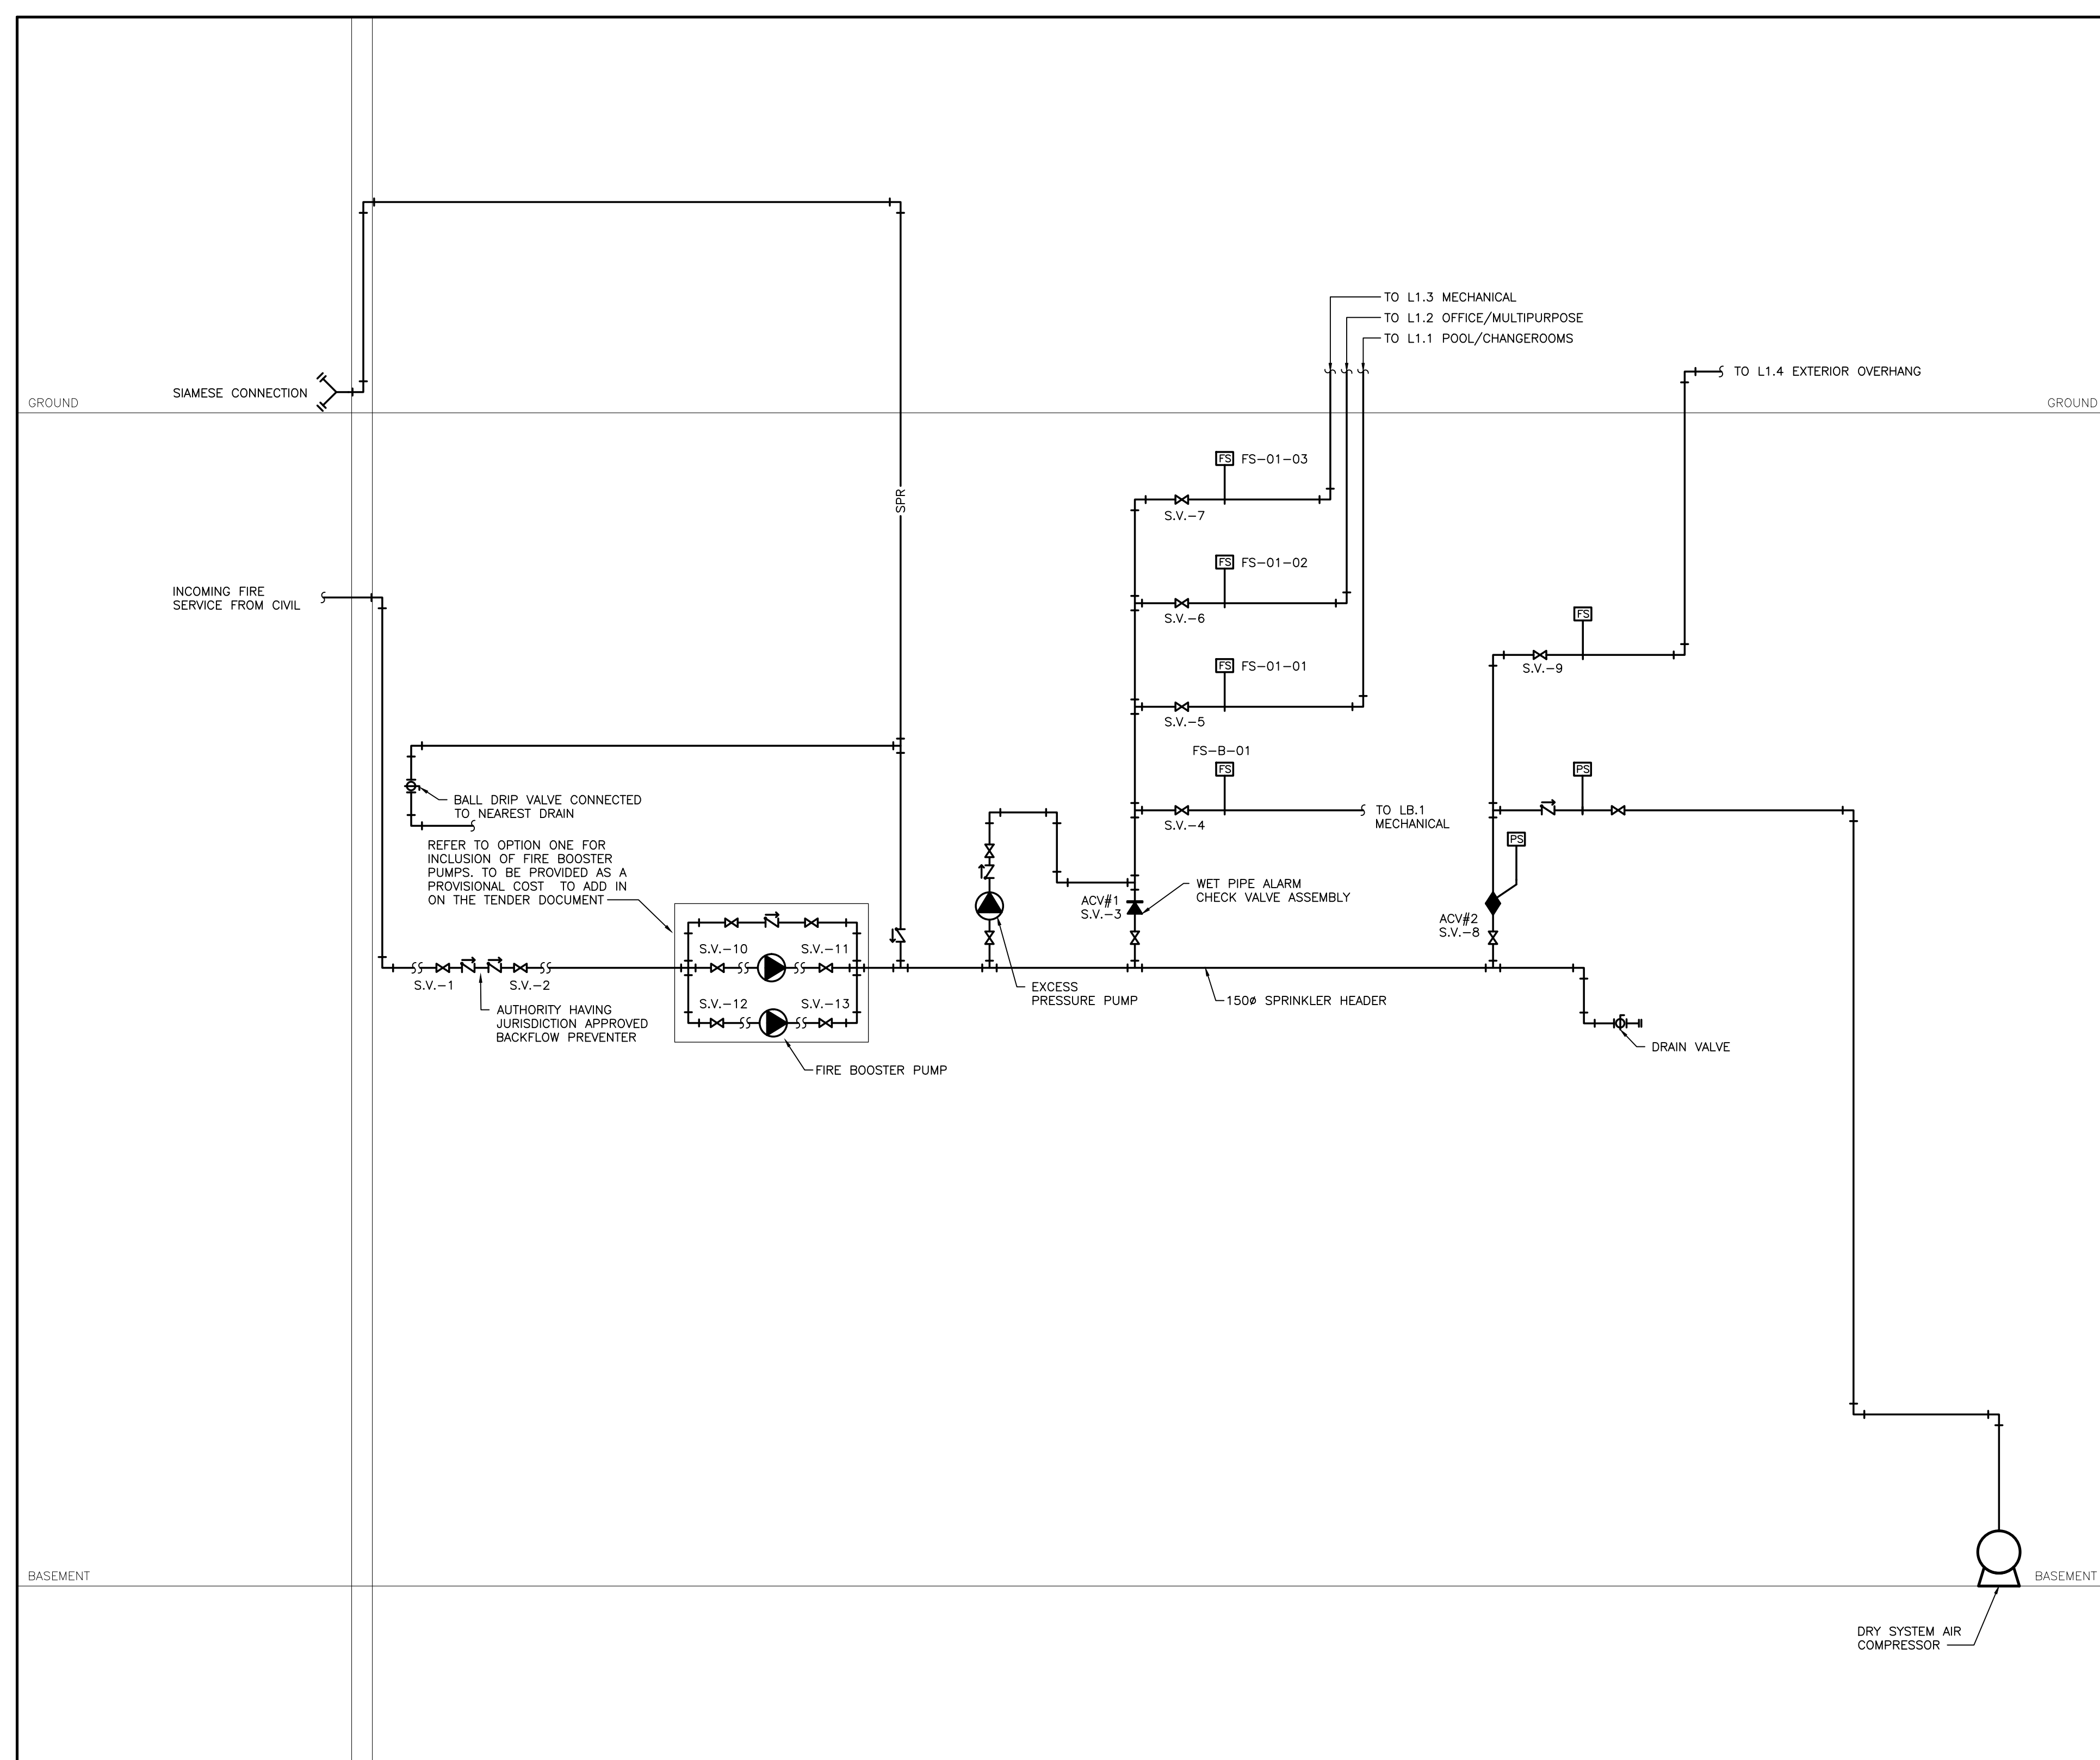 TO L1.3 MECHANICAL
TO L1.2 OFFICE/MULTIPURPOSE
TO L1.1 POOL/CHANGEROOMS
TO L1.4 EXTERIOR OVERHANG
SIAMESE CONNECTION
GROUND
GROUND
FS FS-01-03
SPR
S.V.-7
FS FS-01-02
INCOMING FIRE
SERVICE FROM CIVIL
S.V.-6
FS
FS FS-01-01
S.V.-9
S.V.-5
FS-B-01
FS
PS
BALL DRIP VALVE CONNECTED
TO NEAREST DRAIN
TO LB.1
MECHANICAL
S.V.-4
PS
REFER TO OPTION ONE FOR
INCLUSION OF FIRE BOOSTER
PUMPS. TO BE PROVIDED AS A
PROVISIONAL COST TO ADD IN
ON THE TENDER DOCUMENT
WET PIPE ALARM
CHECK VALVE ASSEMBLY
ACV#1
S.V.-3
ACV#2
S.V.-8
S.V.-10
S.V.-11
S.V.-1
S.V.-2
EXCESS
PRESSURE PUMP
150ø SPRINKLER HEADER
S.V.-12
S.V.-13
AUTHORITY HAVING
JURISDICTION APPROVED
BACKFLOW PREVENTER
DRAIN VALVE
FIRE BOOSTER PUMP
BASEMENT
BASEMENT
DRY SYSTEM AIR
COMPRESSOR